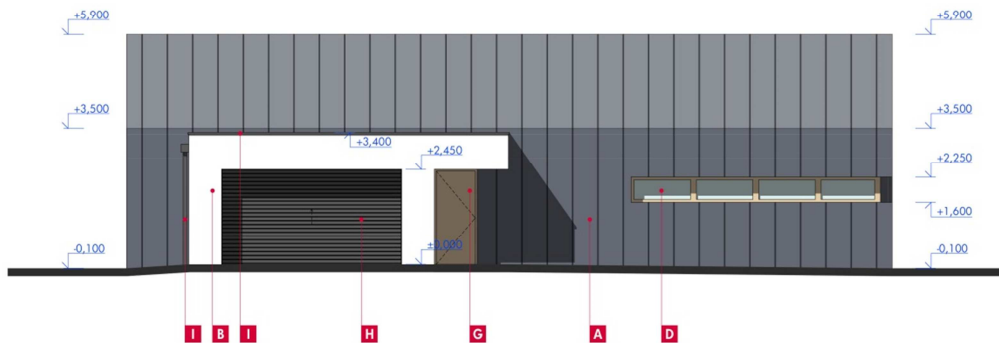 +5,900
+5,900
+3,500
+3,500
+3,400
+2,450
+2,250
+1,600
-0,100
±0,000
-0,100
I
B
I
H
G
A
D